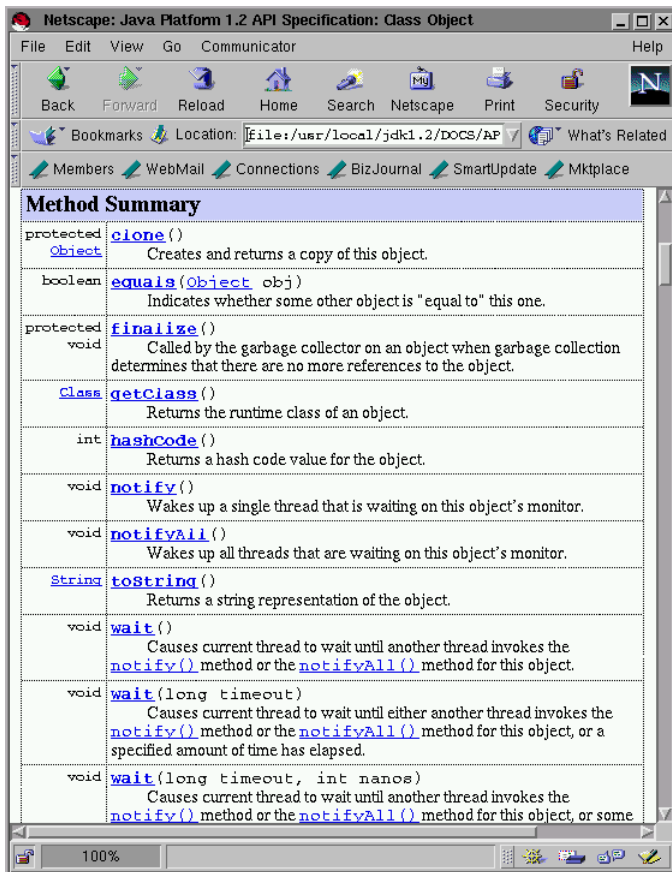 Netscape: Java Platform 1.2 API Specification: Class Object
File Edit View Go Communicator Help
Back Forward Reload Home Search Netscape Print Security
My
N
Bookmarks Location: file:/usr/local/jdk1.2/DOCS/AP What's Related
Members WebMail Connections BizJournal SmartUpdate Mktplace
Method Summary
protected clone()
Object Creates and returns a copy of this object.
boolean equals(Object obj)
Indicates whether some other object is "equal to" this one.
protected finalize()
void Called by the garbage collector on an object when garbage collection
determines that there are no more references to the object.
Class getClass()
Returns the runtime class of an object.
int hashCode()
Returns a hash code value for the object.
void notify()
Wakes up a single thread that is waiting on this object's monitor.
void notifyAll()
Wakes up all threads that are waiting on this object's monitor.
String toString()
Returns a string representation of the object.
void wait()
Causes current thread to wait until another thread invokes the
notify() method or the notifyAll() method for this object.
void wait(long timeout)
Causes current thread to wait until either another thread invokes the
notify() method or the notifyAll() method for this object, or a
specified amount of time has elapsed.
void wait(long timeout, int nanos)
Causes current thread to wait until another thread invokes the
notify() method or the notifyAll() method for this object, or some
100%